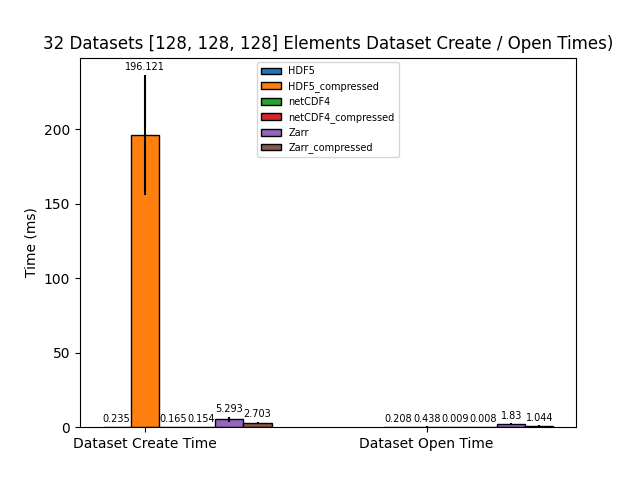 32 Datasets [128, 128, 128] Elements Dataset Create / Open Times)
196.121
HDF5
HDF5_compressed
netCDF4
netCDF4_compressed
Zarr
Zarr_compressed
Time (ms)
200
150
100
50
0
0.235
0.165
0.154
5.293
2.703
0.208
0.438
0.009
0.008
1.83
1.044
Dataset Create Time
Dataset Open Time